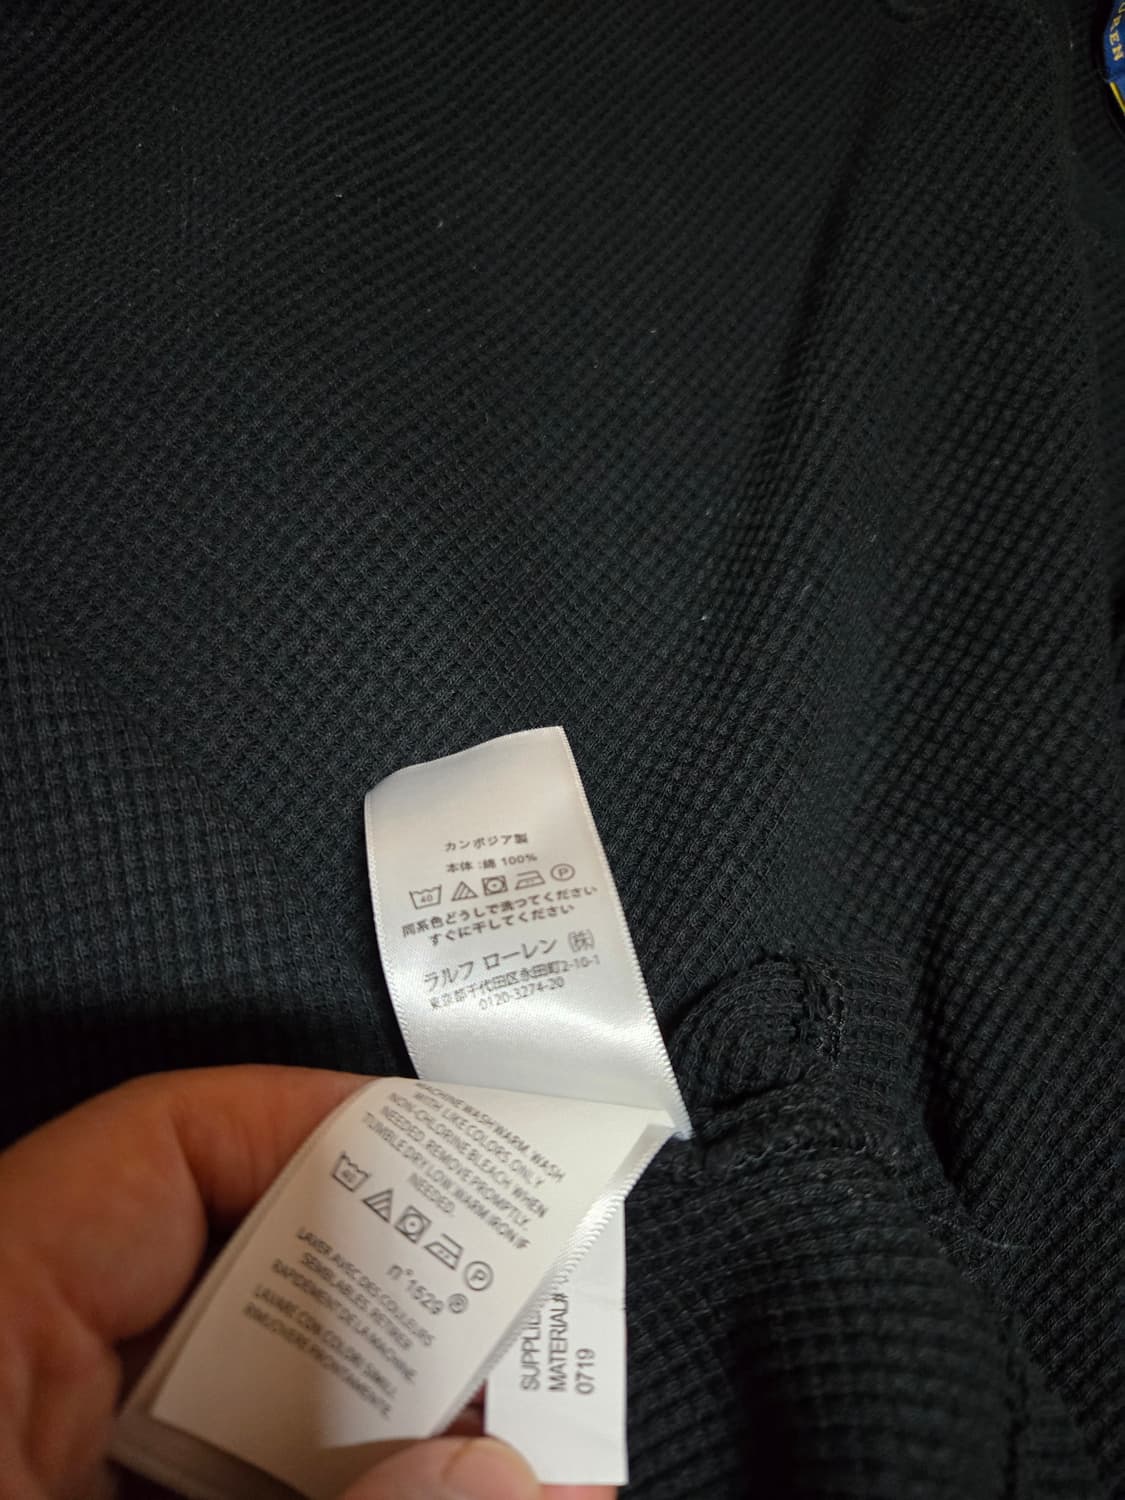 UREN
カンボジア製
本体:綿 100%
40 P
同系色どうしで洗つてください
すぐに干してください
ラルフ ローレン ㈱
東京都千代田区永田町2-10-1
0120-3274-20
MACHINE WASH WARM. WASH
WITH LIKE COLORS. ONLY
NON-CHLORINE BLEACH, WHEN
NEEDED. REMOVE PROMPTLY.
TUMBLE DRY LOW. WARM IRON IF
NEEDED.
40 P
n°1629®
LAVER AVEC DES COULEURS
SEMBLABLES. RETIRER
RAPIDEMENT DE LA MACHINE.
LAVARE CON COLORI SIMILI.
RIMUOVERE PRONTAMENTE.
SUPPLIE
MATERIAL#
0719